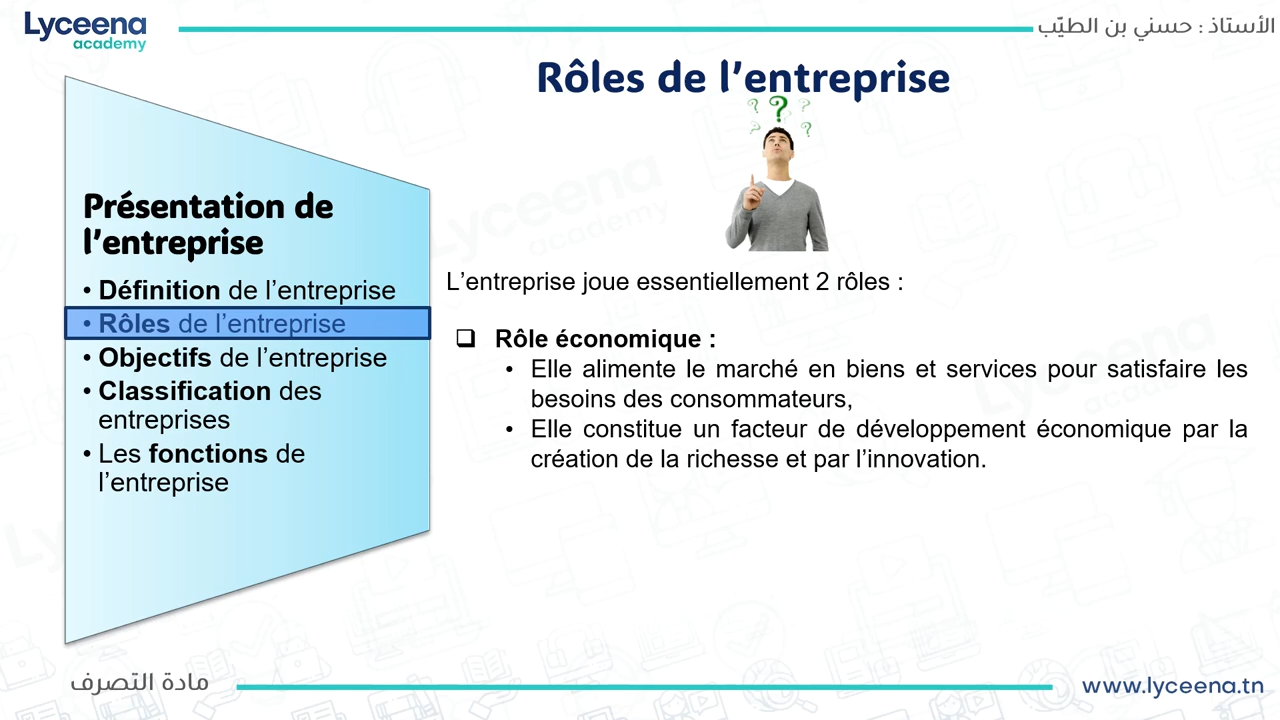 Lyceena
academy
الأستاذ : حسني بن الطيّب
Rôles de l’entreprise
Présentation de
l’entreprise
• Définition de l’entreprise
• Rôles de l’entreprise
• Objectifs de l’entreprise
• Classification des
entreprises
• Les fonctions de
l’entreprise
L’entreprise joue essentiellement 2 rôles :
❑ Rôle économique :
• Elle alimente le marché en biens et services pour satisfaire les
besoins des consommateurs,
• Elle constitue un facteur de développement économique par la
création de la richesse et par l’innovation.
مادة التصرف
www.lyceena.tn